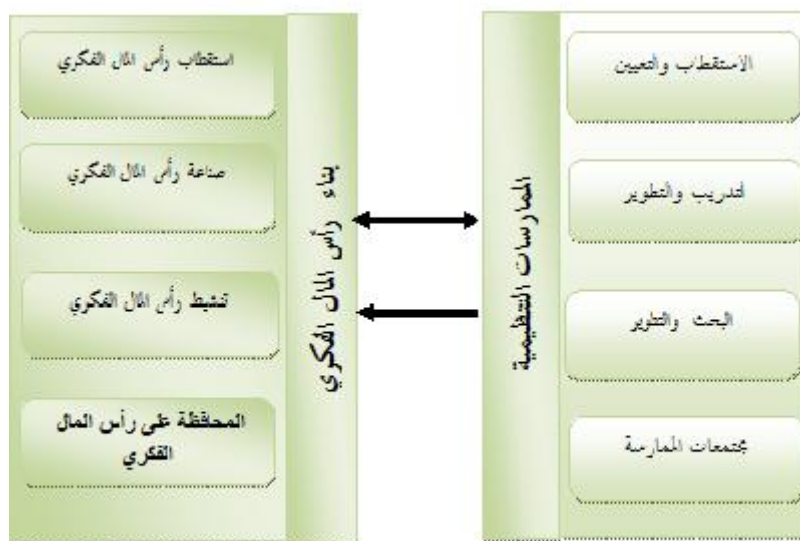 الممارسات التنظيمية
الاستقطاب والتعيين
لتدريب والتطوير
البحث والتطوير
مجتمعات الممارسة
بناء رأس المال الفكري
استقطاب رأس المال الفكري
صناعة رأس المال الفكري
تنشيط رأس المال الفكري
المحافظة على رأس المال
الفكري